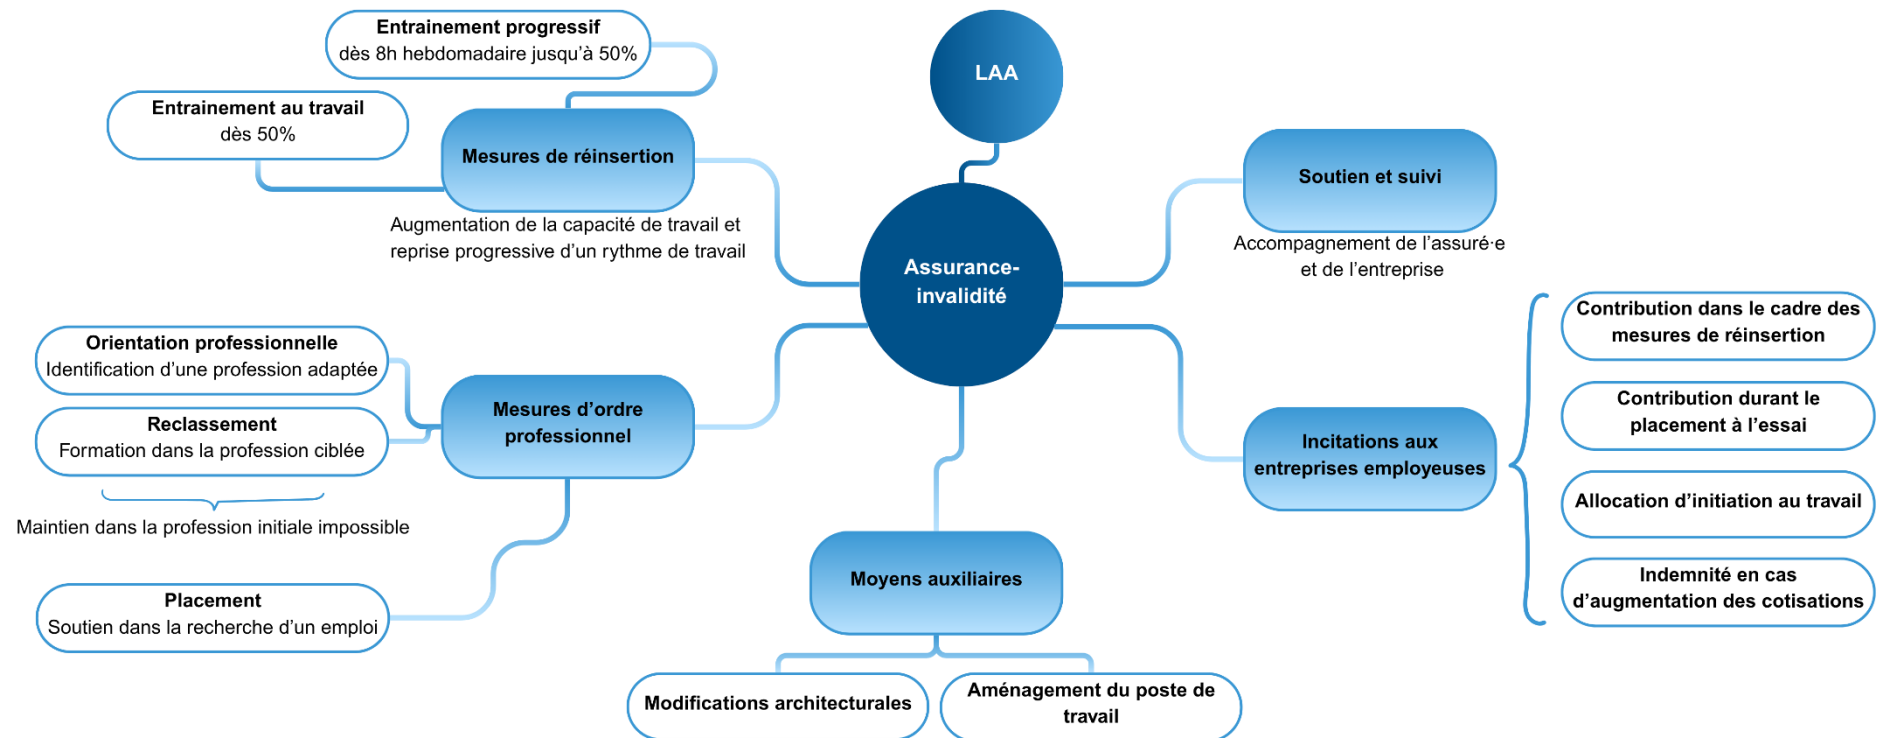 Entrainement progressif
dès 8h hebdomadaire jusqu’à 50%
Entrainement au travail
dès 50%
Mesures de réinsertion
Augmentation de la capacité de travail et
reprise progressive d’un rythme de travail
LAA
Assurance-
invalidité
Soutien et suivi
Accompagnement de l’assuré·e
et de l’entreprise
Orientation professionnelle
Identification d’une profession adaptée
Reclassement
Formation dans la profession ciblée
Maintien dans la profession initiale impossible
Placement
Soutien dans la recherche d’un emploi
Mesures d’ordre
professionnel
Moyens auxiliaires
Modifications architecturales
Aménagement du poste de
travail
Incitations aux
entreprises employeuses
Contribution dans le cadre des
mesures de réinsertion
Contribution durant le
placement à l’essai
Allocation d’initiation au travail
Indemnité en cas
d’augmentation des cotisations